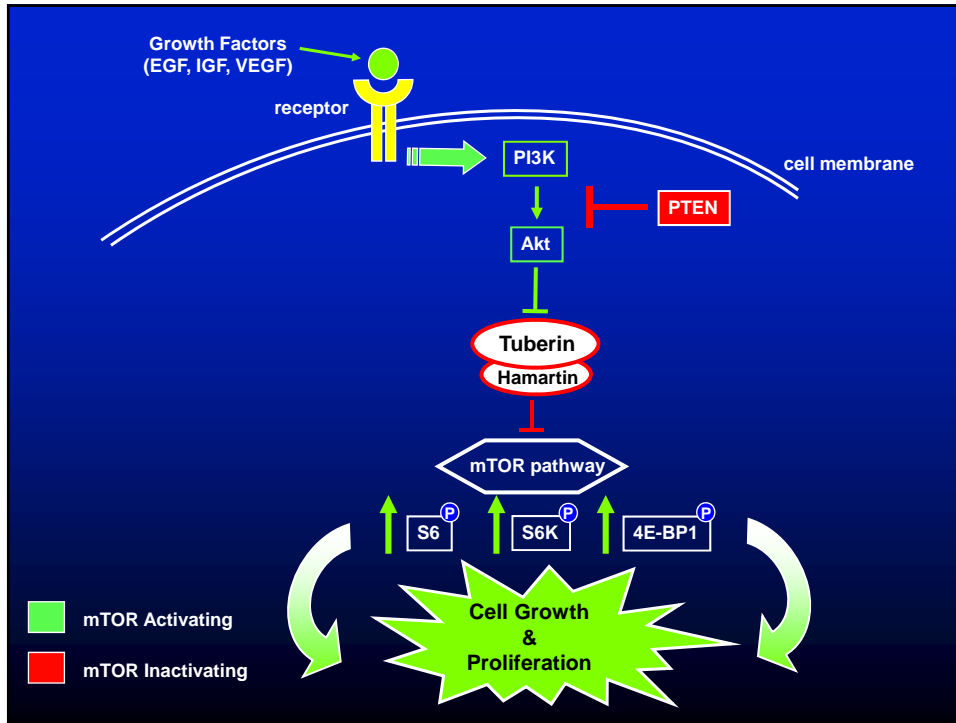 Growth Factors
(EGF, IGF, VEGF)
receptor
PI3K
cell membrane
PTEN
Akt
Tuberin
Hamartin
mTOR pathway
S6 P
S6K P
4E-BP1 P
Cell Growth
&
Proliferation
mTOR Activating
mTOR Inactivating